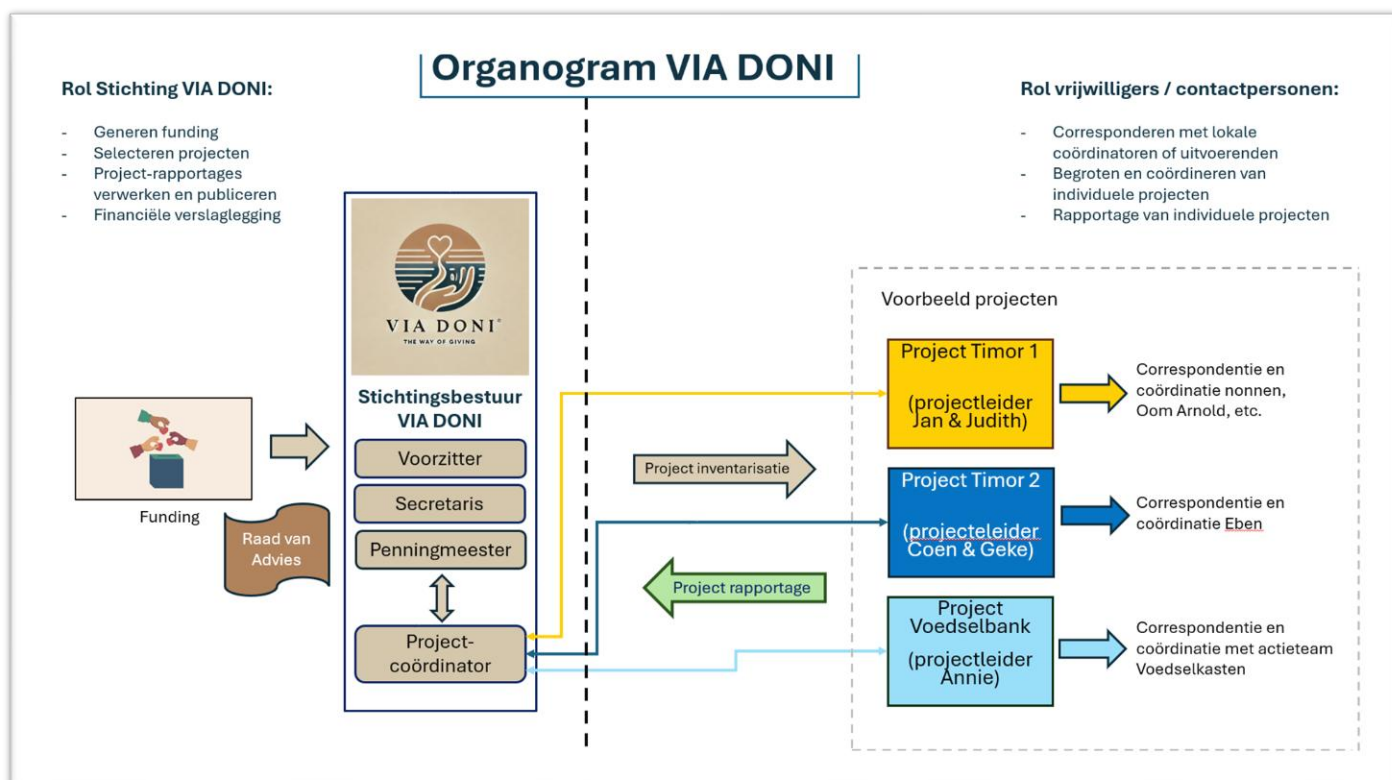 Organogram VIA DONI
Rol Stichting VIA DONI:
- Generen funding
- Selecteren projecten
- Project-rapportages
verwerken en publiceren
- Financiële verslaglegging
Rol vrijwilligers / contactpersonen:
- Corresponderen met lokale
coördinatoren of uitvoerenden
- Begroten en coördineren van
individuele projecten
- Rapportage van individuele projecten
VIA DONI
THE WAY OF GIVING
Stichtingsbestuur
VIA DONI
Voorzitter
Secretaris
Penningmeester
Project-
coördinator
Funding
Raad van
Advies
Project inventarisatie
Project rapportage
Voorbeeld projecten
Project Timor 1
(projectleider
Jan & Judith)
Correspondentie en
coördinatie nonnen,
Oom Arnold, etc.
Project Timor 2
(projecteleider
Coen & Geke)
Correspondentie en
coördinatie Eben
Project
Voedselbank
(projectleider
Annie)
Correspondentie en
coördinatie met actieteam
Voedselkasten